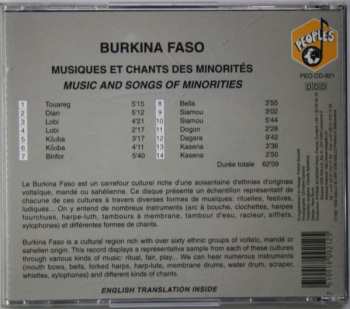 BURKINA FASO
PEOPLES
MUSIQUES ET CHANTS DES MINORITÉS
MUSIC AND SONGS OF MINORITIES
PEO CD-921
DDD
1 Touareg 5'15 8 Bella 2'55
2 Dian 5'12 9 Siamou 3'02
3 Lobi 4'21 10 Siamou 5'44
4 Lobi 2'17 11 Dogon 2'28
5 12 Dagara 9'42
6 13 Kasena 3'36
7 Birifor 5'40 14 Kasena 2'50
Durée totale 62'09
Le Burkina Faso est un carrefour culturel riche d'une soixantaine d'ethnies d'origines
voltaïque, mandé ou sahélienne. Ce disque présente un échantillon représentatif de
chacune de ces cultures à travers diverses formes de musiques: rituelles, festives,
ludiques... On y entend de nombreux instruments (arc à bouche, clochettes, harpes
fourchues, harpe-luth, tambours à membrane, tambour d'eau, racleur, sifflets,
xylophones) et différentes formes de chants.
Burkina Faso is a cultural region rich with over sixty ethnic groups of voltaic, mandé or
sahelian origin. This record displays a representative sample from each of these cultures
through various kinds of music: ritual, fair, play... We can hear numerous instruments
(mouth bows, bells, forked harps, harp-lute, membrane drums, water drum, scraper,
whistles, xylophones) and different kinds of chants.
ENGLISH TRANSLATION INSIDE